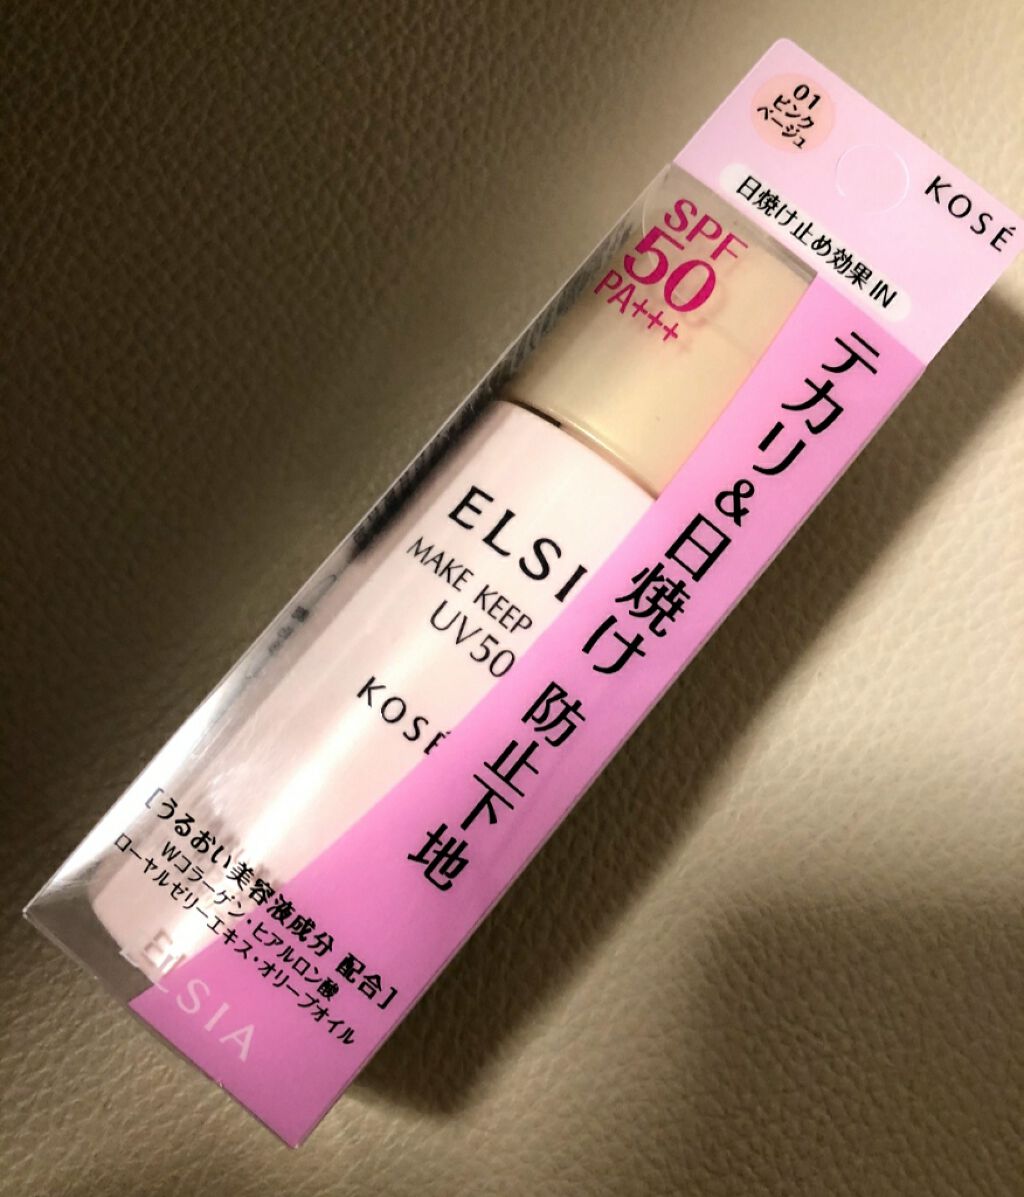 01
ピンク
ベージュ
KOSÉ
日焼け止め効果 IN
SPF
50
PA+++
テカリ&日焼け 防止下地
ELSI
MAKE KEEP
UV50
KOSÉ
[うるおい美容液成分 配合]
Wコラーゲン・ヒアルロン酸
ローヤルゼリーエキス・オリーブオイル
ELSIA